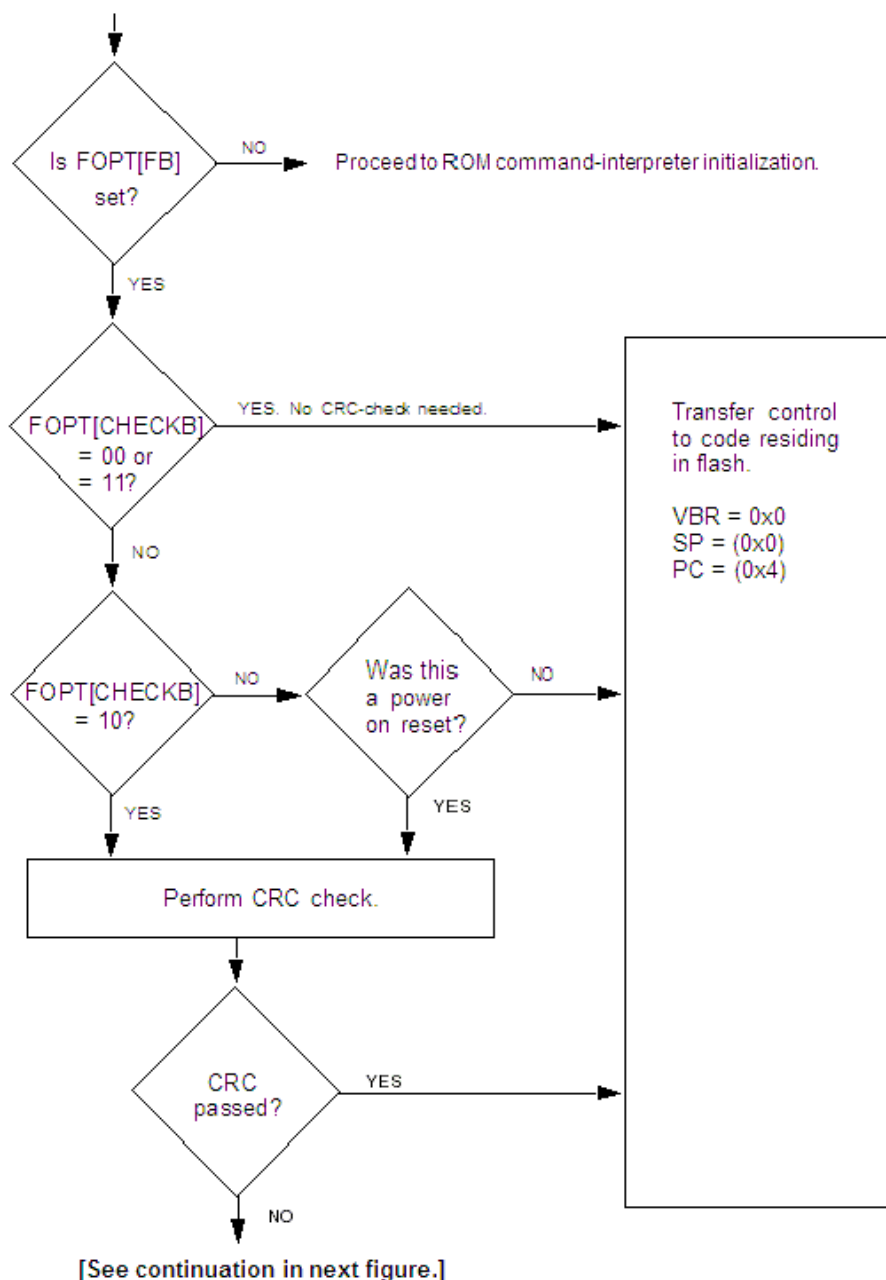 Is FOPT[FB]
set?
NO
Proceed to ROM command-interpreter initialization.
YES
FOPT[CHECKB]
= 00 or
= 11?
YES. No CRC-check needed.
Transfer control
to code residing
in flash.
VBR = 0x0
SP = (0x0)
PC = (0x4)
NO
FOPT[CHECKB]
= 10?
NO
Was this
a power
on reset?
NO
YES
YES
Perform CRC check.
CRC
passed?
YES
NO
[See continuation in next figure.]